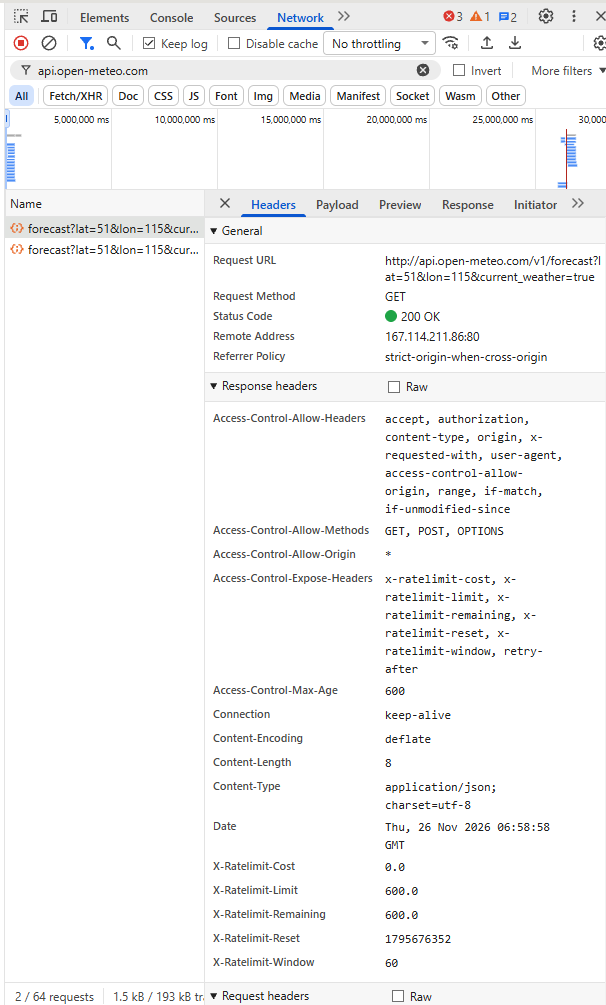 Elements Console Sources Network
3 1 2
Keep log Disable cache No throttling
api.open-meteo.com Invert More filters
All Fetch/XHR Doc CSS JS Font Img Media Manifest Socket Wasm Other
5,000,000 ms 10,000,000 ms 15,000,000 ms 20,000,000 ms 25,000,000 ms 30,000
Name
forecast?lat=51&lon=115&cur...
forecast?lat=51&lon=115&cur...
Headers Payload Preview Response Initiator
General
Request URL http://api.open-meteo.com/v1/forecast?l
at=51&lon=115&current_weather=true
Request Method GET
Status Code 200 OK
Remote Address 167.114.211.86:80
Referrer Policy strict-origin-when-cross-origin
Response headers Raw
Access-Control-Allow-Headers accept, authorization,
content-type, origin, x-
requested-with, user-agent,
access-control-allow-
origin, range, if-match,
if-unmodified-since
Access-Control-Allow-Methods GET, POST, OPTIONS
Access-Control-Allow-Origin *
Access-Control-Expose-Headers x-ratelimit-cost, x-
ratelimit-limit, x-
ratelimit-remaining, x-
ratelimit-reset, x-
ratelimit-window, retry-
after
Access-Control-Max-Age 600
Connection keep-alive
Content-Encoding deflate
Content-Length 8
Content-Type application/json;
charset=utf-8
Date Thu, 26 Nov 2026 06:58:58
GMT
X-Ratelimit-Cost 0.0
X-Ratelimit-Limit 600.0
X-Ratelimit-Remaining 600.0
X-Ratelimit-Reset 1795676352
X-Ratelimit-Window 60
2 / 64 requests 1.5 kB / 193 kB tr
Request headers Raw